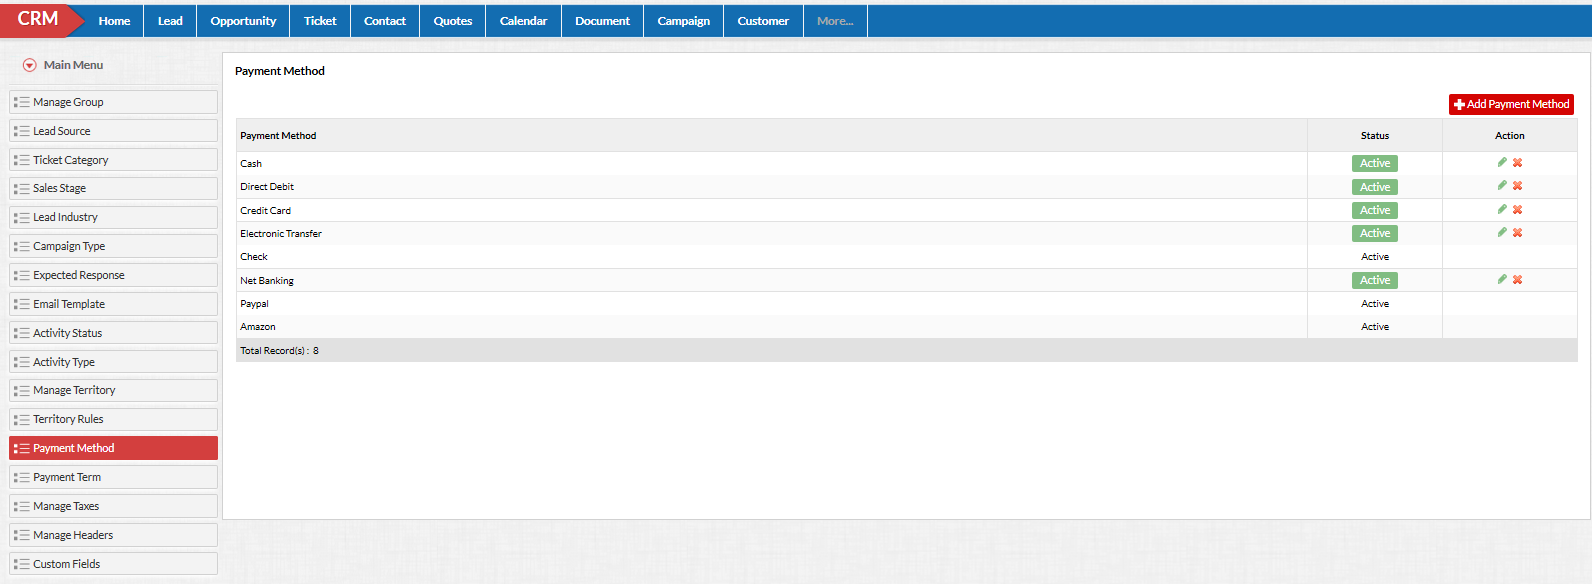 CRM Home Lead Opportunity Ticket Contact Quotes Calendar Document Campaign Customer More...
Main Menu
Manage Group
Lead Source
Ticket Category
Sales Stage
Lead Industry
Campaign Type
Expected Response
Email Template
Activity Status
Activity Type
Manage Territory
Territory Rules
Payment Method
Payment Term
Manage Taxes
Manage Headers
Custom Fields
Payment Method
Add Payment Method
Payment Method Status Action
Cash Active
Direct Debit Active
Credit Card Active
Electronic Transfer Active
Check Active
Net Banking Active
Paypal Active
Amazon Active
Total Record(s) : 8